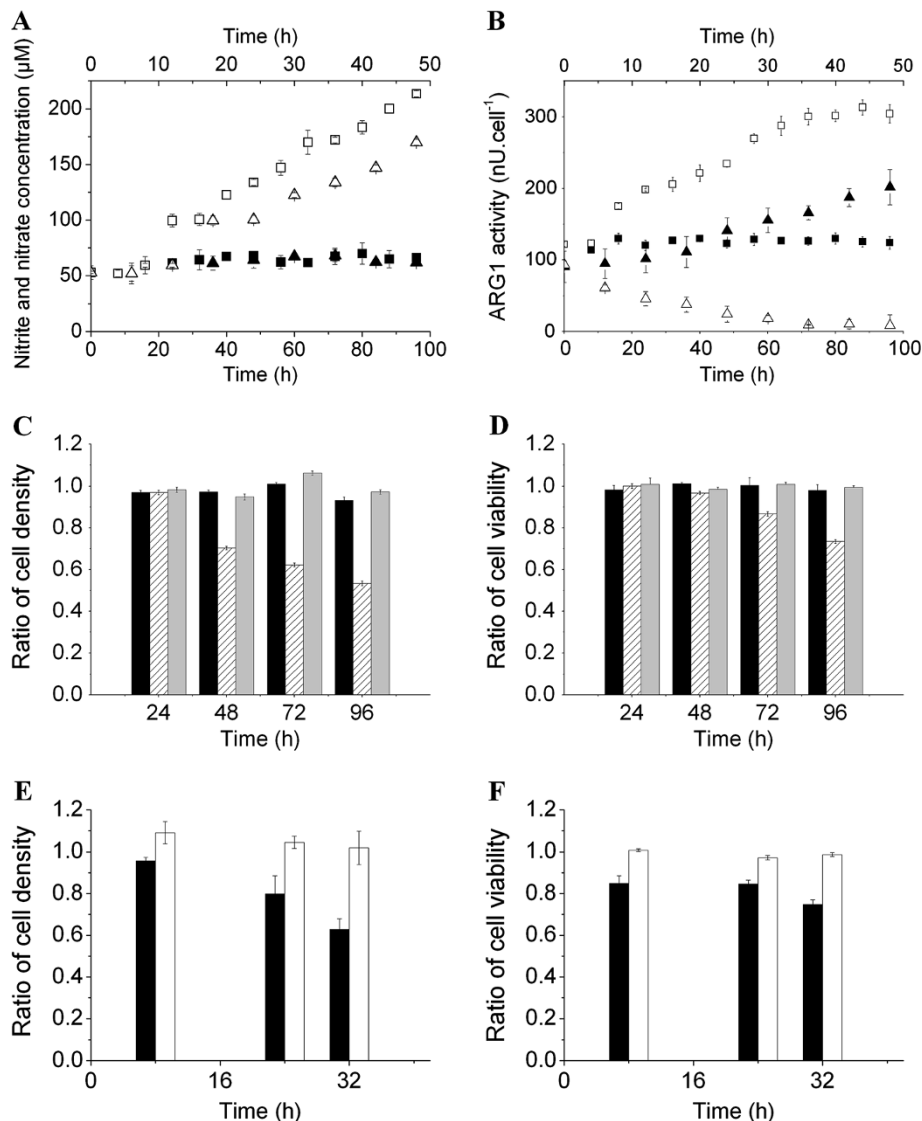 A
Time (h)
0 10 20 30 40 50
Nitrite and nitrate concentration (µM)
200
150
100
50
0
0 20 40 60 80 100
Time (h)
B
Time (h)
0 10 20 30 40 50
ARG1 activity (nU.cell⁻¹)
300
200
100
0
0 20 40 60 80 100
Time (h)
C
Ratio of cell density
1.2
1.0
0.8
0.6
0.4
0.2
0.0
24 48 72 96
Time (h)
D
Ratio of cell viability
1.2
1.0
0.8
0.6
0.4
0.2
0.0
24 48 72 96
Time (h)
E
Ratio of cell density
1.2
1.0
0.8
0.6
0.4
0.2
0.0
0 16 32
Time (h)
F
Ratio of cell viability
1.2
1.0
0.8
0.6
0.4
0.2
0.0
0 16 32
Time (h)